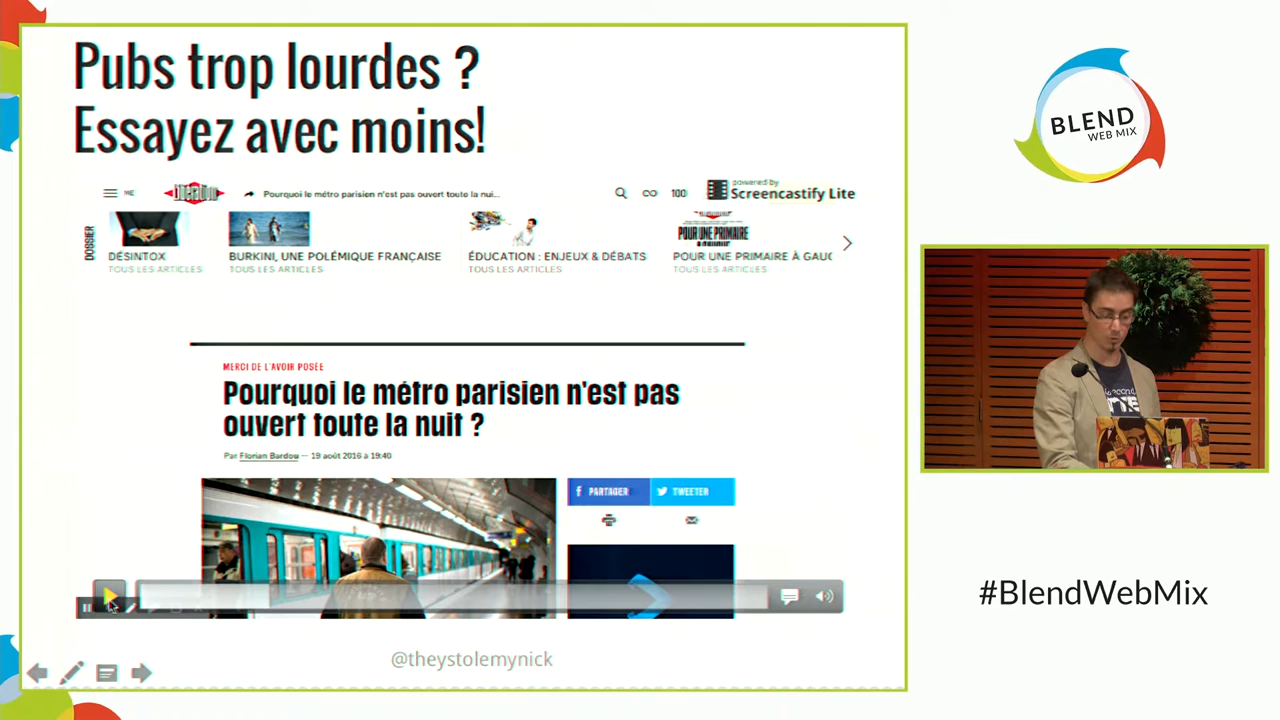 Pubs trop lourdes ?
Essayez avec moins!
ME
Libération
Pourquoi le métro parisien n'est pas ouvert toute la nui...
100
powered by
Screencastify Lite
DOSSIER
DÉSINTOX
TOUS LES ARTICLES
BURKINI, UNE POLÉMIQUE FRANÇAISE
TOUS LES ARTICLES
ÉDUCATION : ENJEUX & DÉBATS
TOUS LES ARTICLES
POUR UNE PRIMAIRE
POUR UNE PRIMAIRE À GAUC
TOUS LES ARTICLES
MERCI DE L'AVOIR POSÉE
Pourquoi le métro parisien n'est pas
ouvert toute la nuit ?
Par Florian Bardou — 19 août 2016 à 19:40
PARTAGER
TWEETER
@theystolemynick
BLEND
WEB MIX
#BlendWebMix